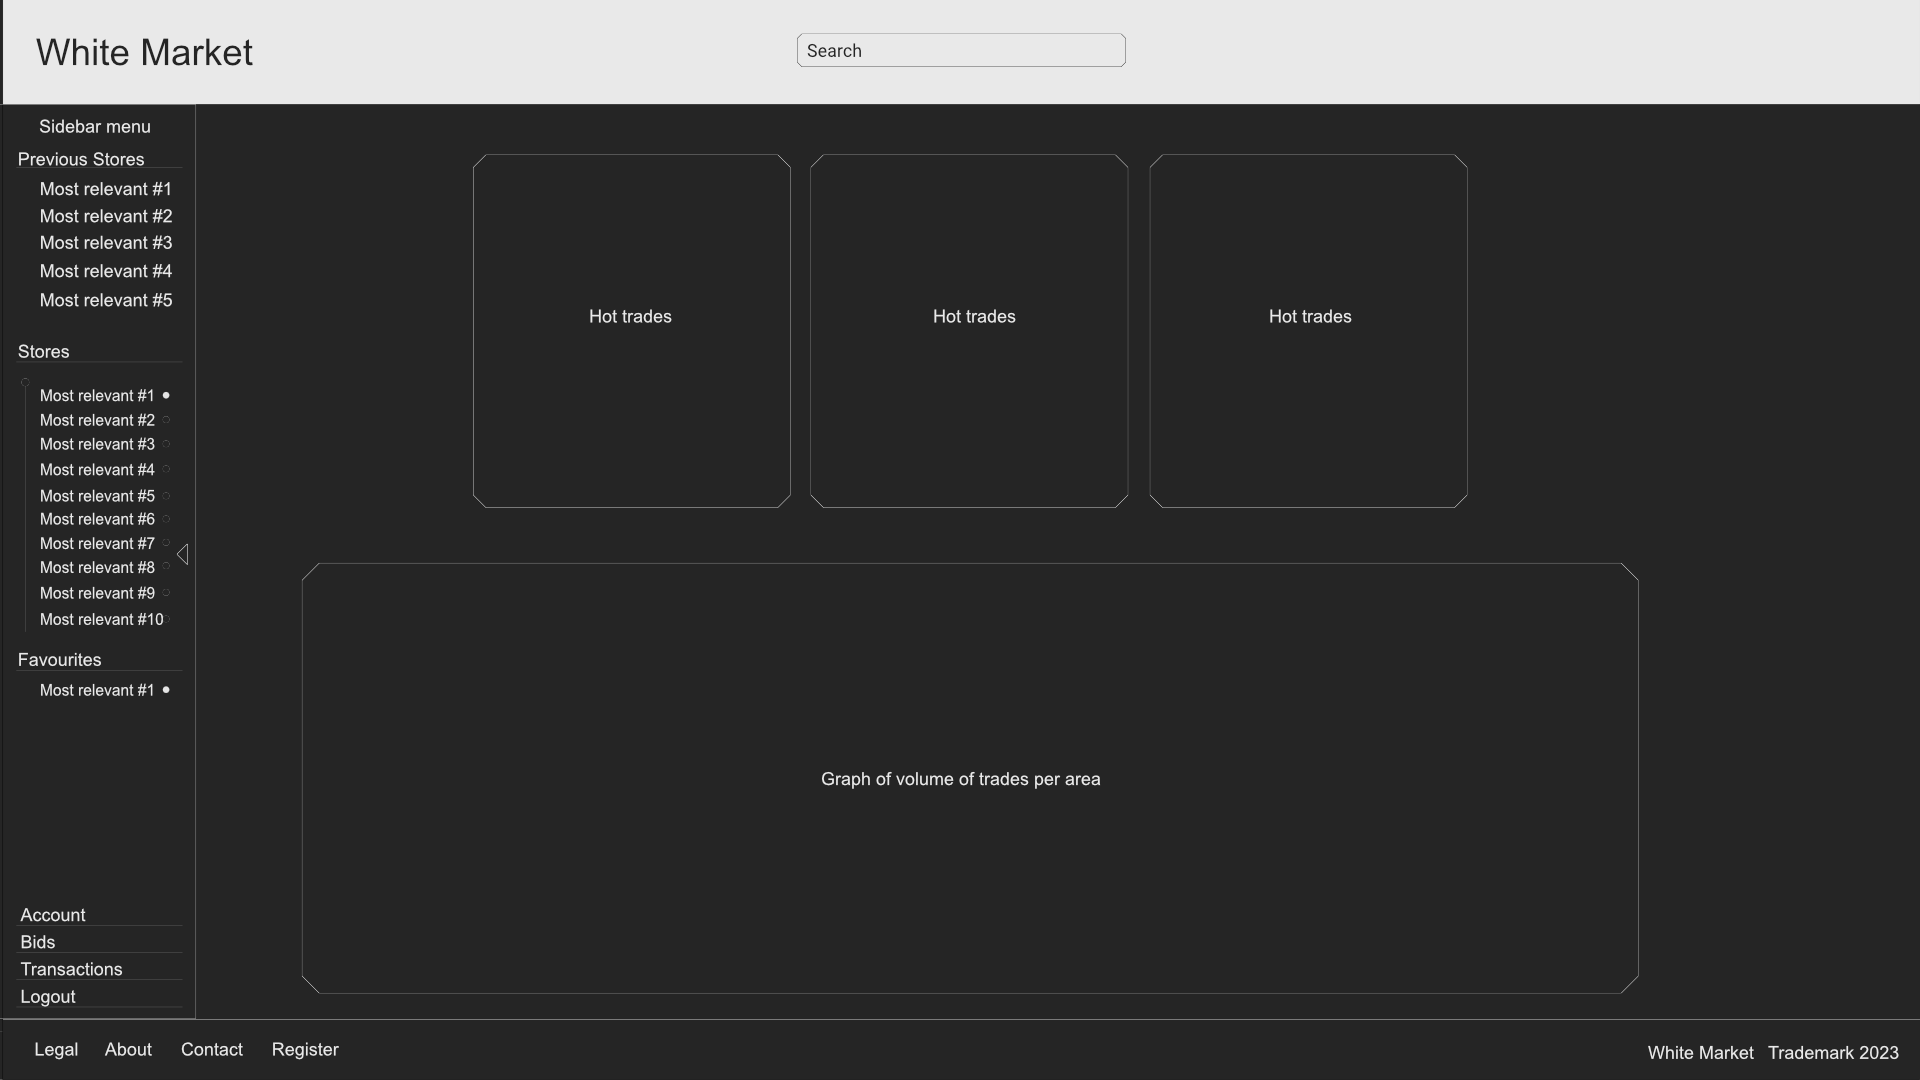 White Market
Search
Sidebar menu
Previous Stores
Most relevant #1
Most relevant #2
Most relevant #3
Most relevant #4
Most relevant #5
Stores
Most relevant #1
Most relevant #2
Most relevant #3
Most relevant #4
Most relevant #5
Most relevant #6
Most relevant #7
Most relevant #8
Most relevant #9
Most relevant #10
Favourites
Most relevant #1
Account
Bids
Transactions
Logout
Hot trades
Hot trades
Hot trades
Graph of volume of trades per area
Legal About Contact Register
White Market Trademark 2023